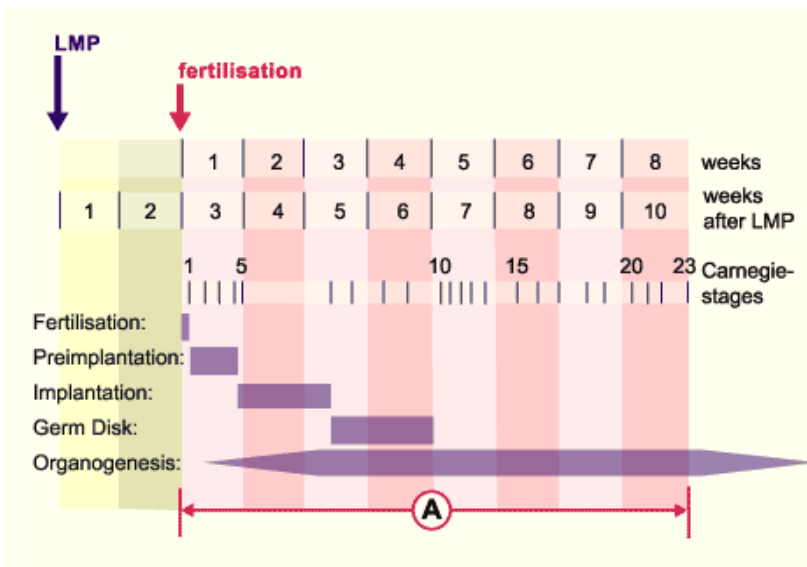 LMP
fertilisation
1 2 3 4 5 6 7 8 weeks
1 2 3 4 5 6 7 8 9 10 weeks
after LMP
1 5 10 15 20 23 Carnegie-
stages
Fertilisation:
Preimplantation:
Implantation:
Germ Disk:
Organogenesis:
A